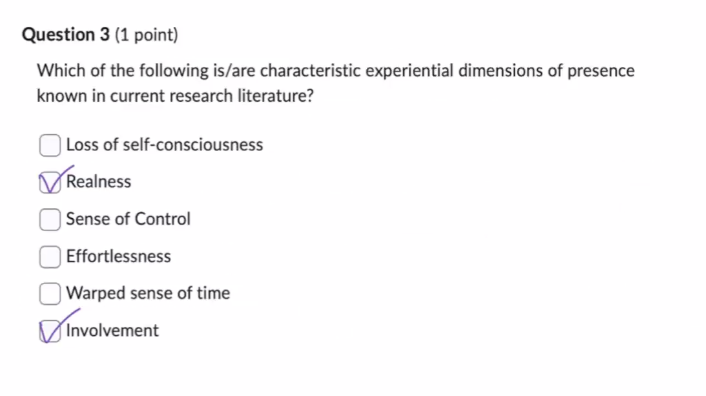 Question 3 (1 point)
Which of the following is/are characteristic experiential dimensions of presence
known in current research literature?
Loss of self-consciousness
Realness
Sense of Control
Effortlessness
Warped sense of time
Involvement